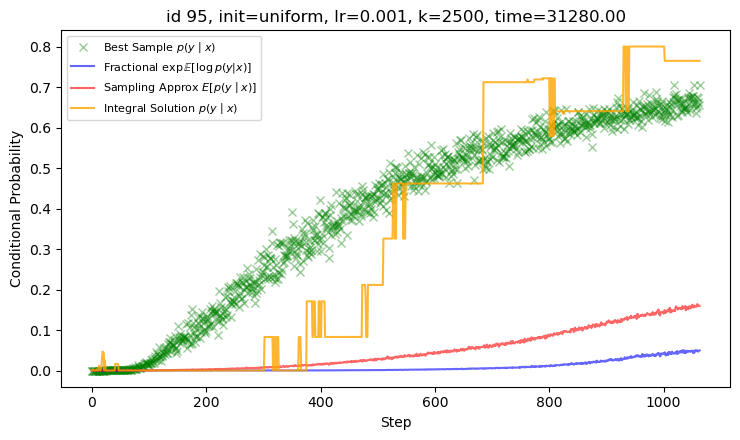 id 95, init=uniform, lr=0.001, k=2500, time=31280.00
Best Sample p(y | x)
Fractional exp𝔼[log p(y|x)]
Sampling Approx E[p(y | x)]
Integral Solution p(y | x)
Conditional Probability
0.8
0.7
0.6
0.5
0.4
0.3
0.2
0.1
0.0
0
200
400
600
800
1000
Step